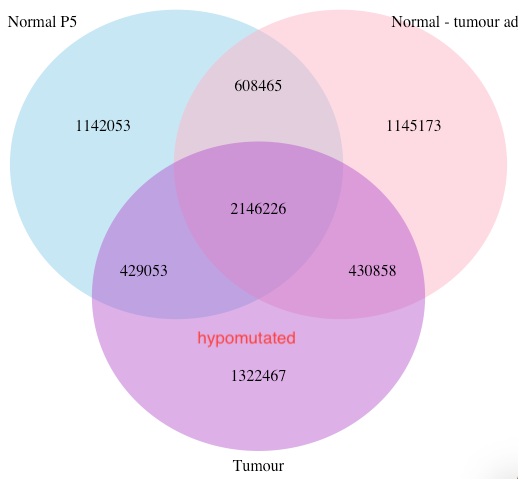 Normal P5
Normal - tumour ad
608465
1142053
1145173
2146226
429053
430858
hypomutated
1322467
Tumour